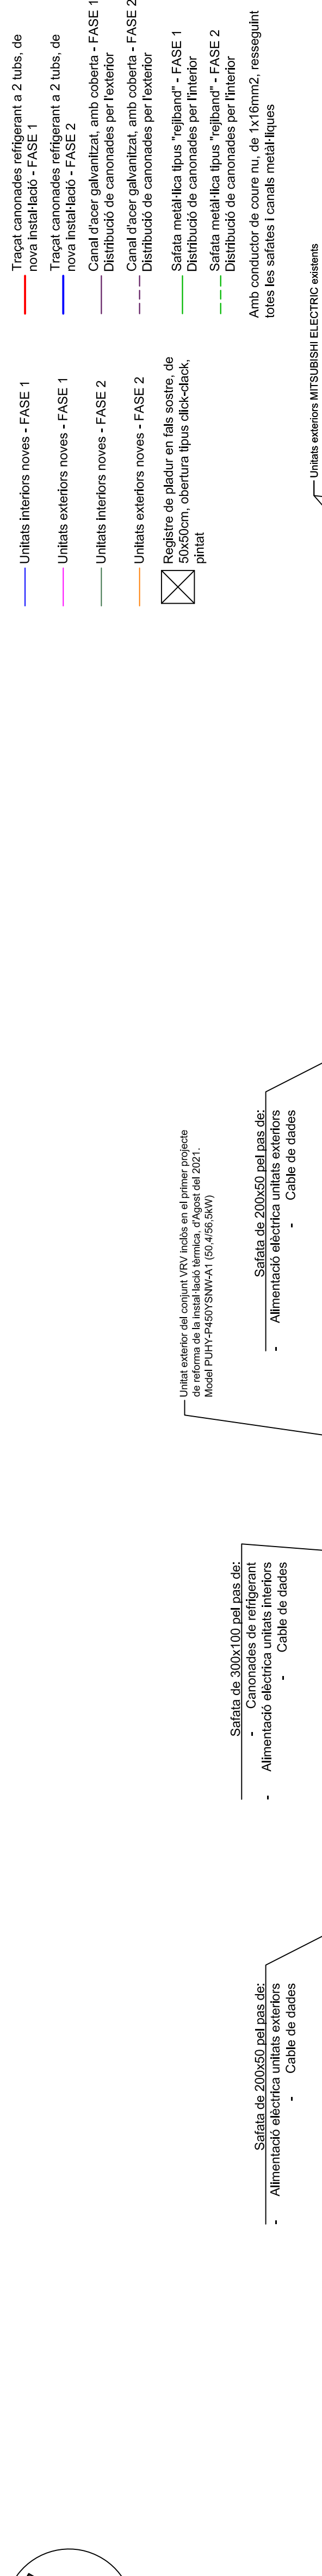 Unitats interiors noves - FASE 1
Unitats exteriors noves - FASE 1
Unitats interiors noves - FASE 2
Unitats exteriors noves - FASE 2
Registre de pladur en fals sostre, de
50x50cm, obertura tipus click-clack,
pintat
Traçat canonades refrigerant a 2 tubs, de
nova instal·lació - FASE 1
Traçat canonades refrigerant a 2 tubs, de
nova instal·lació - FASE 2
Canal d'acer galvanitzat, amb coberta - FASE 1
Distribució de canonades per l'exterior
Canal d'acer galvanitzat, amb coberta - FASE 2
Distribució de canonades per l'exterior
Safata metàl·lica tipus "rejiband" - FASE 1
Distribució de canonades per l'interior
Safata metàl·lica tipus "rejiband" - FASE 2
Distribució de canonades per l'interior
Amb conductor de coure nu, de 1x16mm2, resseguint
totes les safates i canals metàl·liques
Safata de 200x50 pel pas de:
- Alimentació elèctrica unitats exteriors
- Cable de dades
Safata de 300x100 pel pas de:
- Canonades de refrigerant
- Alimentació elèctrica unitats interiors
- Cable de dades
Unitat exterior del conjunt VRV inclòs en el primer projecte
de reforma de la instal·lació tèrmica, d'Agost del 2021.
Model PUHY-P450YSNW-A1 (50,4/56,5kW)
Safata de 200x50 pel pas de:
- Alimentació elèctrica unitats exteriors
- Cable de dades
Unitats exteriors MITSUBISHI ELECTRIC existents